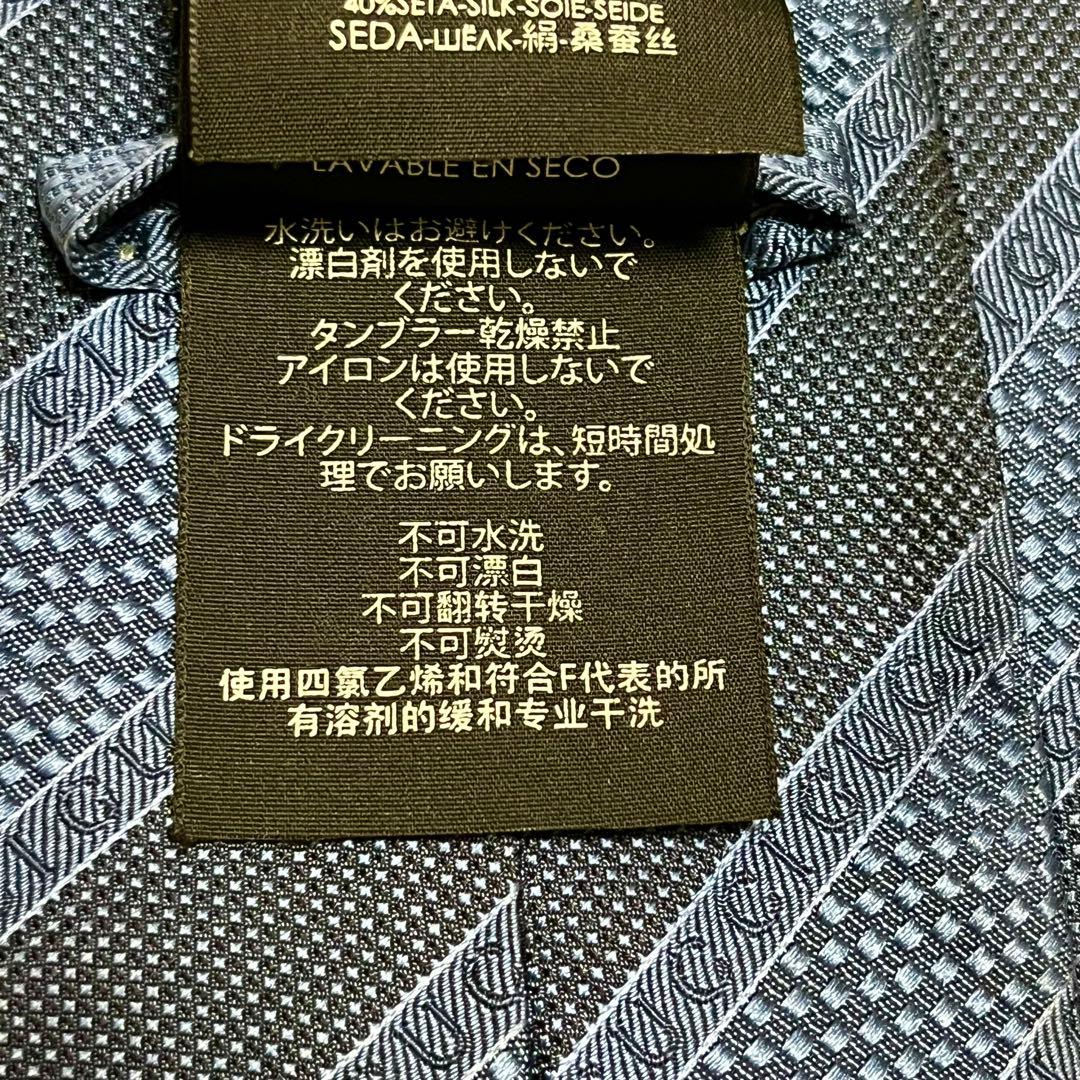 40%SETA-SILK-SOIE-SEIDE
SEDA-ШЁΛK-絹-桑蚕丝
LAVABLE EN SECO
水洗いはお避けください。
漂白剤を使用しないで
ください。
タンブラー乾燥禁止
アイロンは使用しないで
ください。
ドライクリーニングは、短時間処
理でお願いします。
不可水洗
不可漂白
不可翻转干燥
不可熨烫
使用四氯乙烯和符合F代表的所
有溶剂的缓和专业干洗